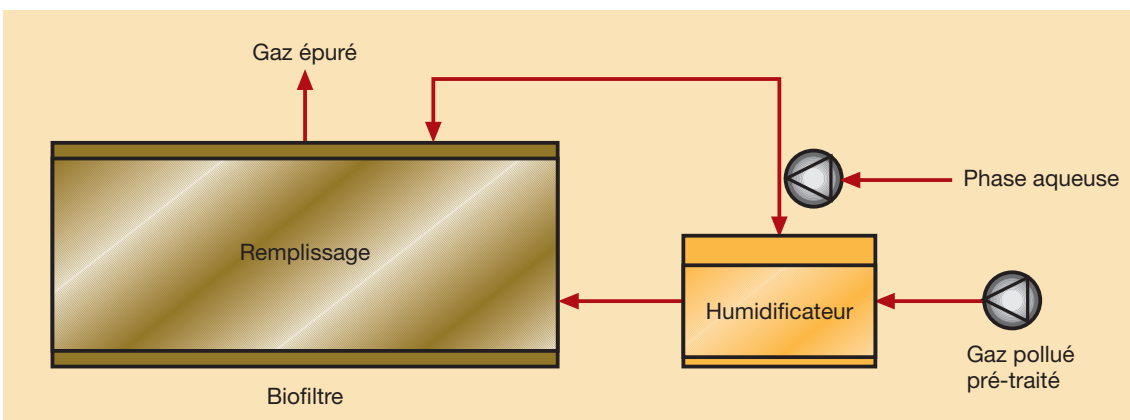 Gaz épuré
Phase aqueuse
Remplissage
Humidificateur
Gaz pollué
pré-traité
Biofiltre